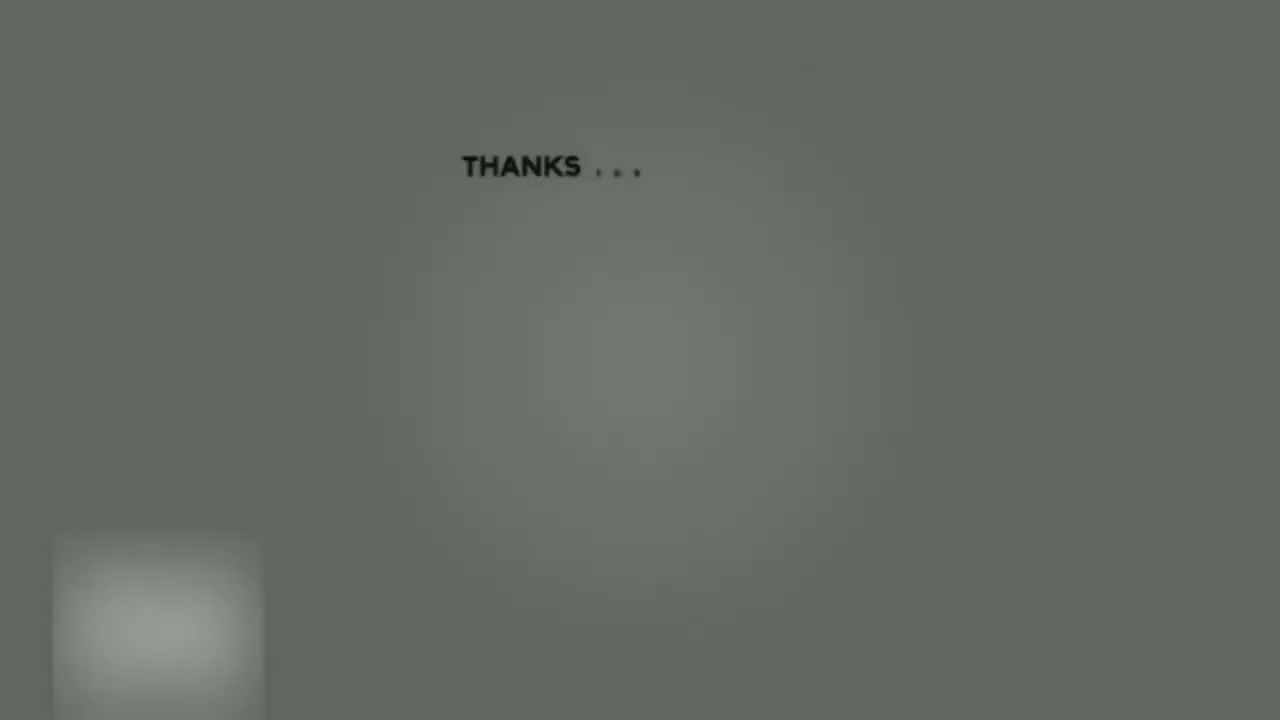 THANKS . . .